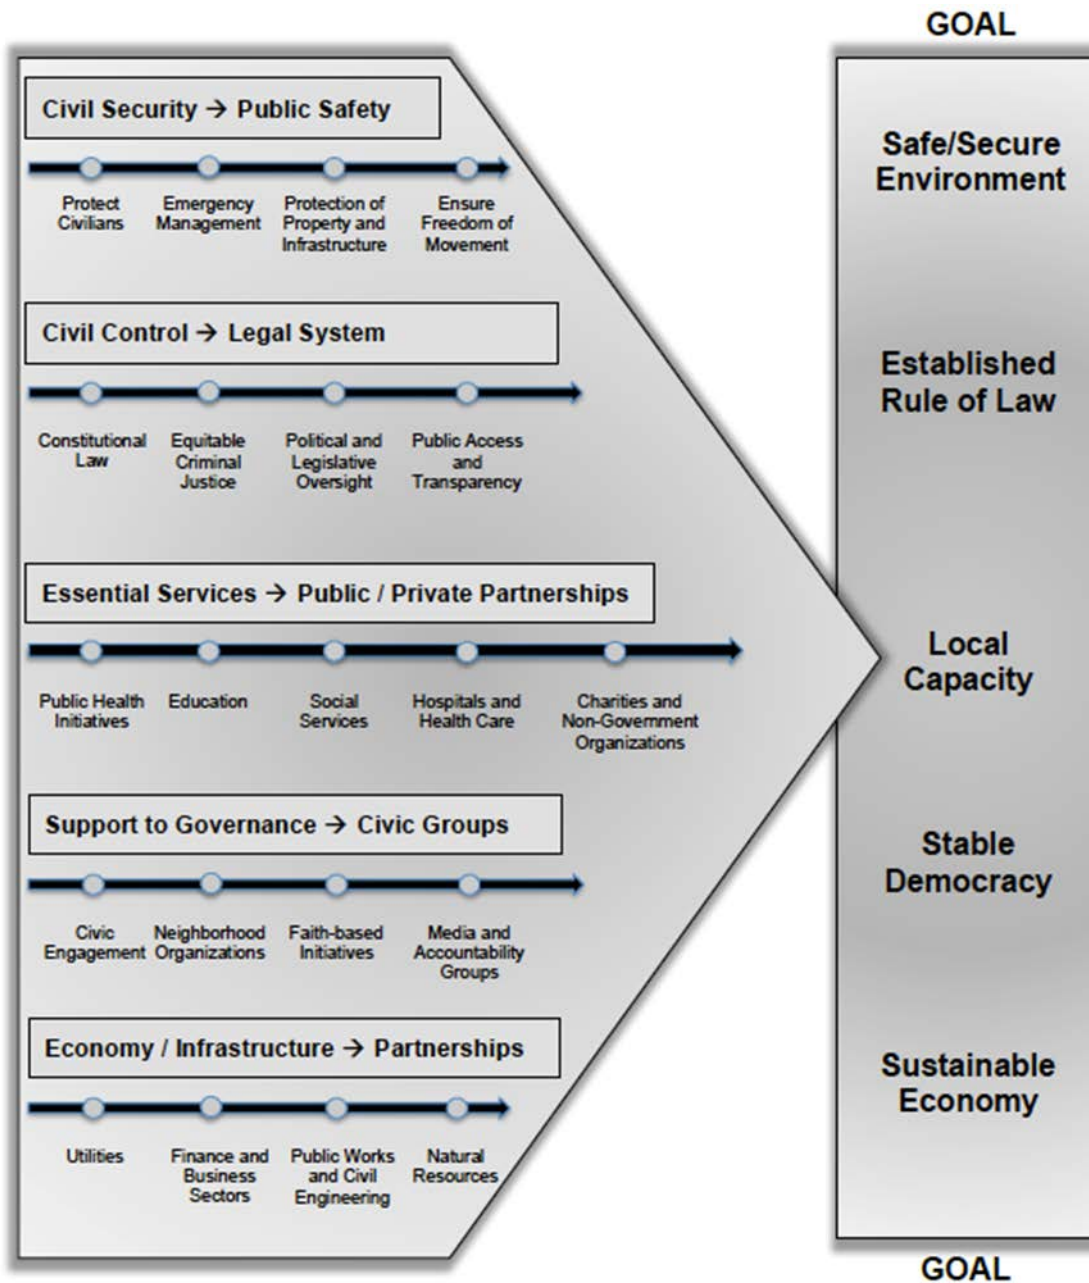 GOAL
Civil Security → Public Safety
Protect
Civilians
Emergency
Management
Protection of
Property and
Infrastructure
Ensure
Freedom of
Movement
Civil Control → Legal System
Constitutional
Law
Equitable
Criminal
Justice
Political and
Legislative
Oversight
Public Access
and
Transparency
Essential Services → Public / Private Partnerships
Public Health
Initiatives
Education
Social
Services
Hospitals and
Health Care
Charities and
Non-Government
Organizations
Support to Governance → Civic Groups
Civic
Engagement
Neighborhood
Organizations
Faith-based
Initiatives
Media and
Accountability
Groups
Economy / Infrastructure → Partnerships
Utilities
Finance and
Business
Sectors
Public Works
and Civil
Engineering
Natural
Resources
Safe/Secure
Environment
Established
Rule of Law
Local
Capacity
Stable
Democracy
Sustainable
Economy
GOAL